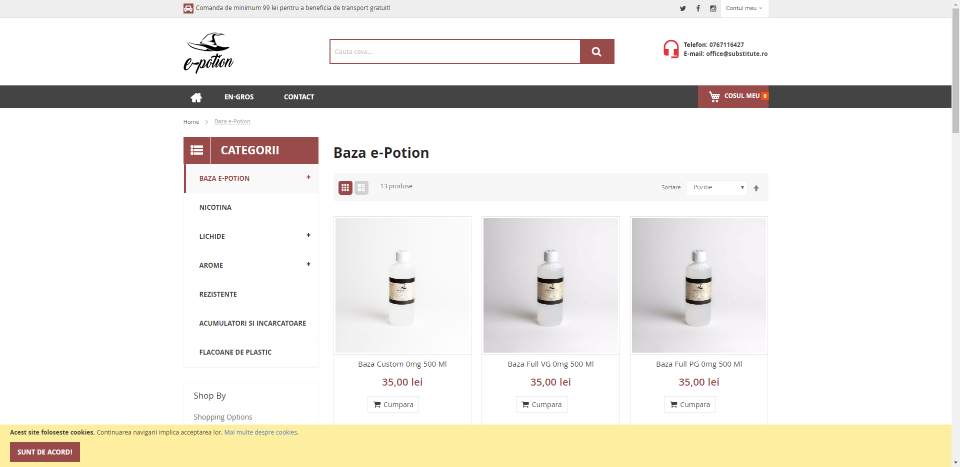 Comanda de minimum 99 lei pentru a beneficia de transport gratuit!
Contul meu
e-potion
Cauta ceva...
Telefon: 0767116427
E-mail: office@substitute.ro
EN-GROS
CONTACT
COSUL MEU 0
Home > Baza e-Potion
CATEGORII
BAZA E-POTION +
NICOTINA
LICHIDE +
AROME +
REZISTENTE
ACUMULATORI SI INCARCATOARE
FLACOANE DE PLASTIC
Shop By
Shopping Options
Baza e-Potion
13 produse
Sortare
Pozitie
Baza Custom 0mg 500 Ml
35,00 lei
Cumpara
Baza Full VG 0mg 500 Ml
35,00 lei
Cumpara
Baza Full PG 0mg 500 Ml
35,00 lei
Cumpara
Acest site foloseste cookies. Continuarea navigarii implica acceptarea lor. Mai multe despre cookies.
SUNT DE ACORD!